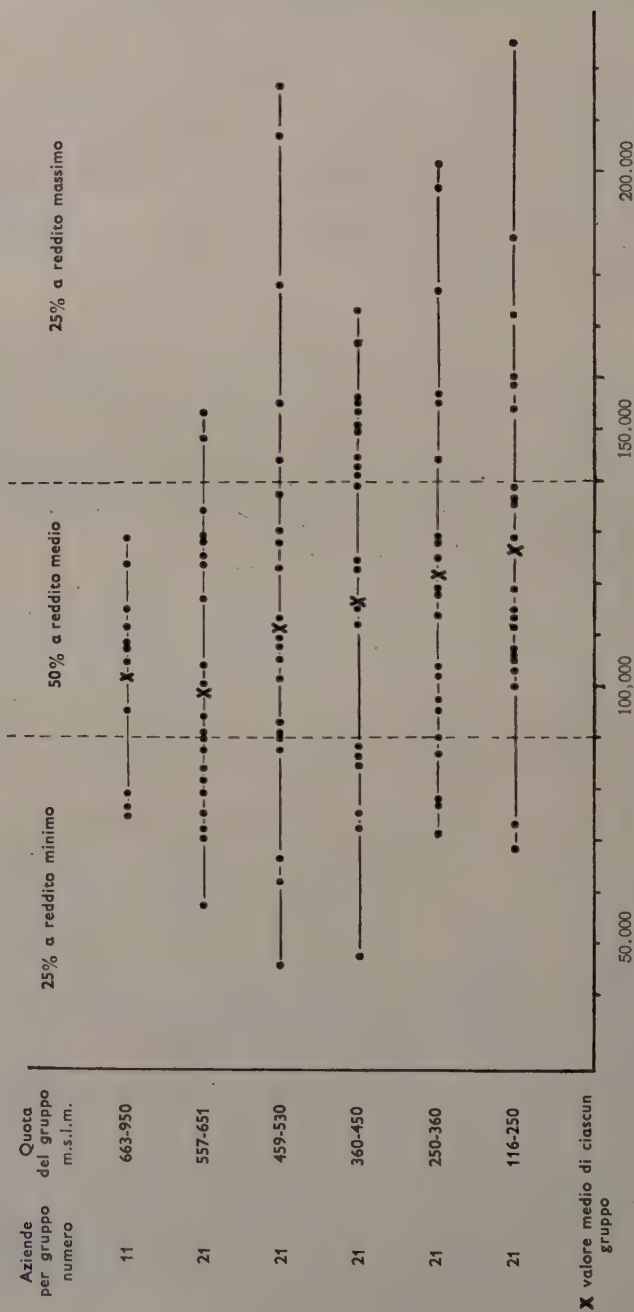 Aziende
per gruppo
numero
Quota
del gruppo
m.s.l.m.
25% a reddito minimo
50% a reddito medio
25% a reddito massimo
11
663-950
21
557-651
21
459-530
21
360-450
21
250-360
21
116-250
X valore medio di ciascun
gruppo
50.000
100,000
150.000
200.000